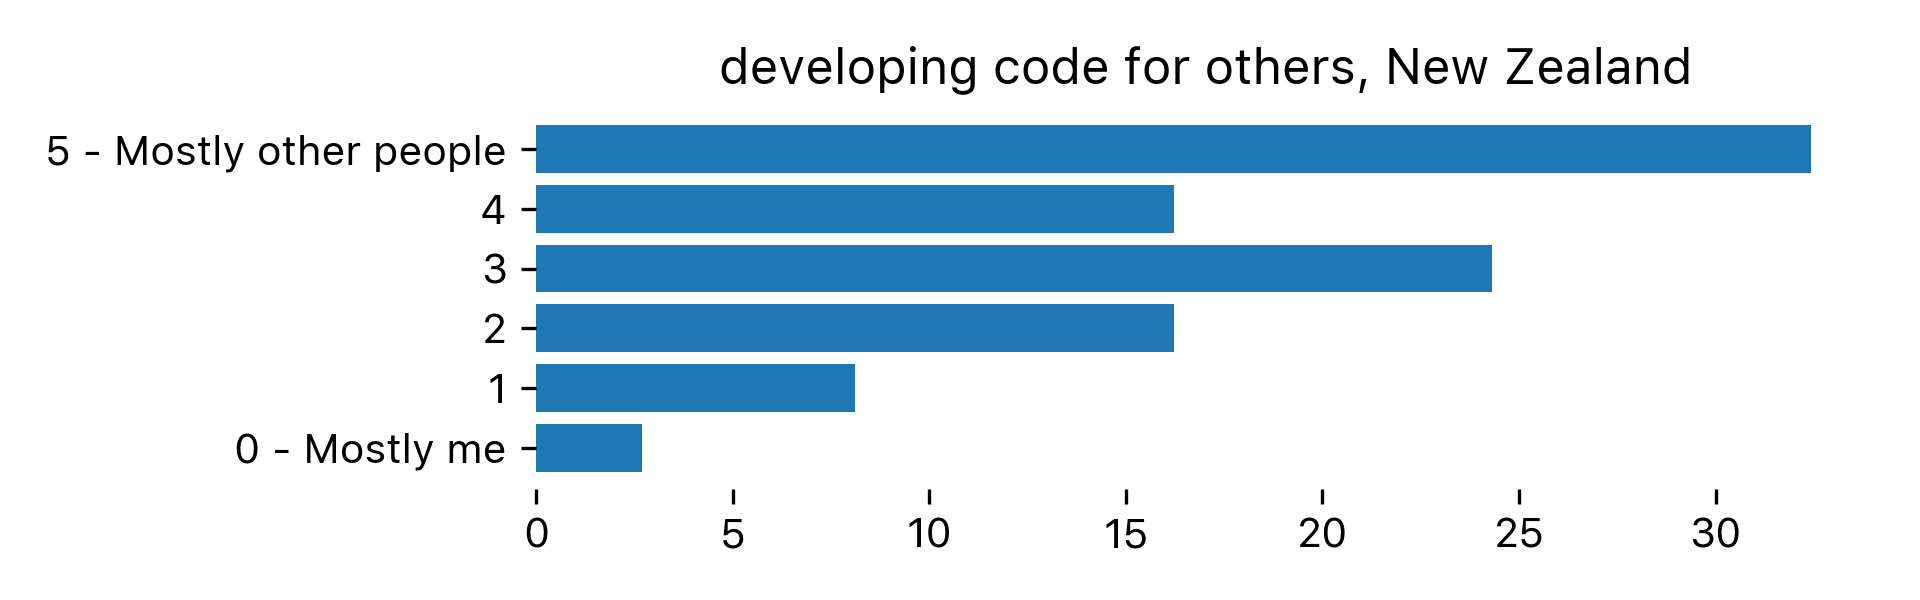 developing code for others, New Zealand
5 - Mostly other people
4
3
2
1
0 - Mostly me
0 5 10 15 20 25 30